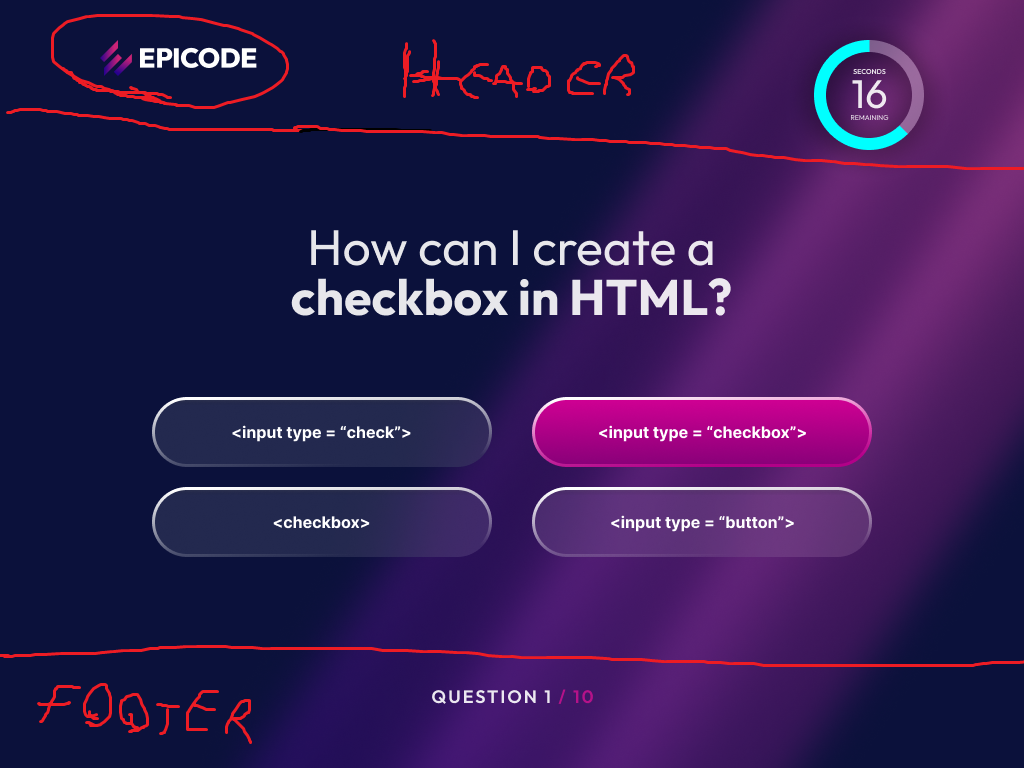 EPICODE
HEADER
SECONDS
16
REMAINING
How can I create a
checkbox in HTML?
<input type = “check”>
<input type = “checkbox”>
<checkbox>
<input type = “button”>
FOOTER
QUESTION 1 / 10